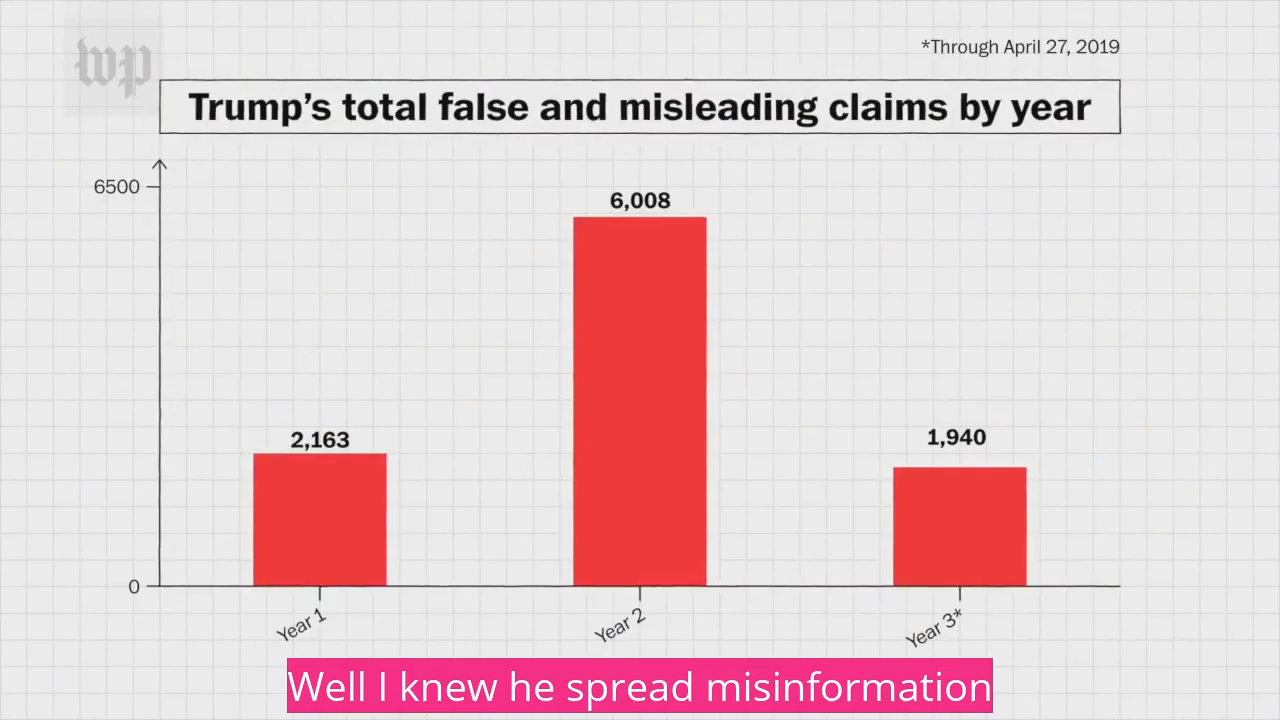 wp
*Through April 27, 2019
Trump's total false and misleading claims by year
6500
6,008
2,163
1,940
0
Year 1
Year 2
Year 3*
Well I knew he spread misinformation